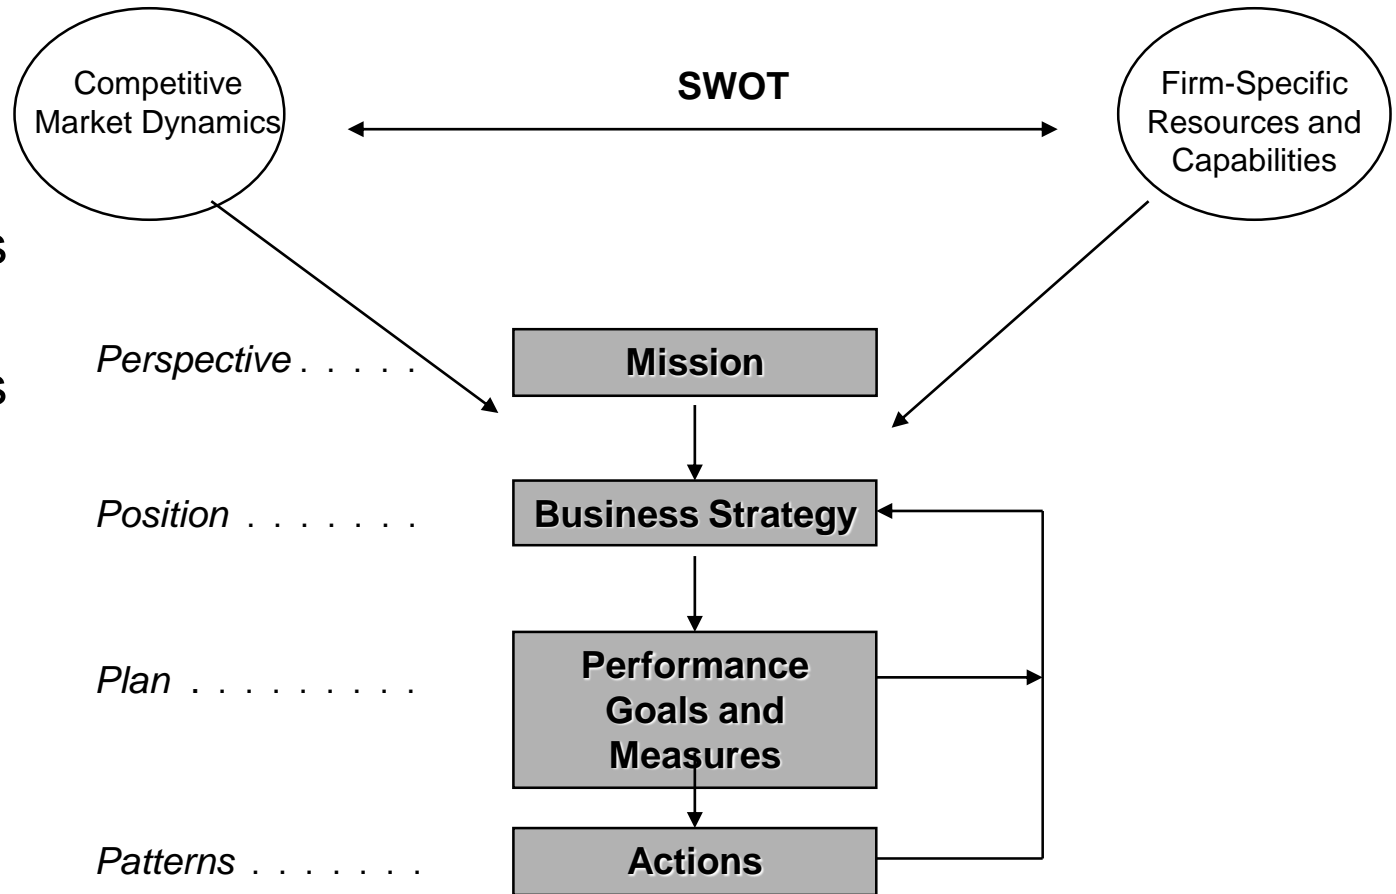 Competitive
Market Dynamics
SWOT
Firm-Specific
Resources and
Capabilities
s
s
Perspective . . . . .
Mission
Position . . . . . . .
Business Strategy
Plan . . . . . . . . .
Performance
Goals and
Measures
Patterns . . . . . . .
Actions